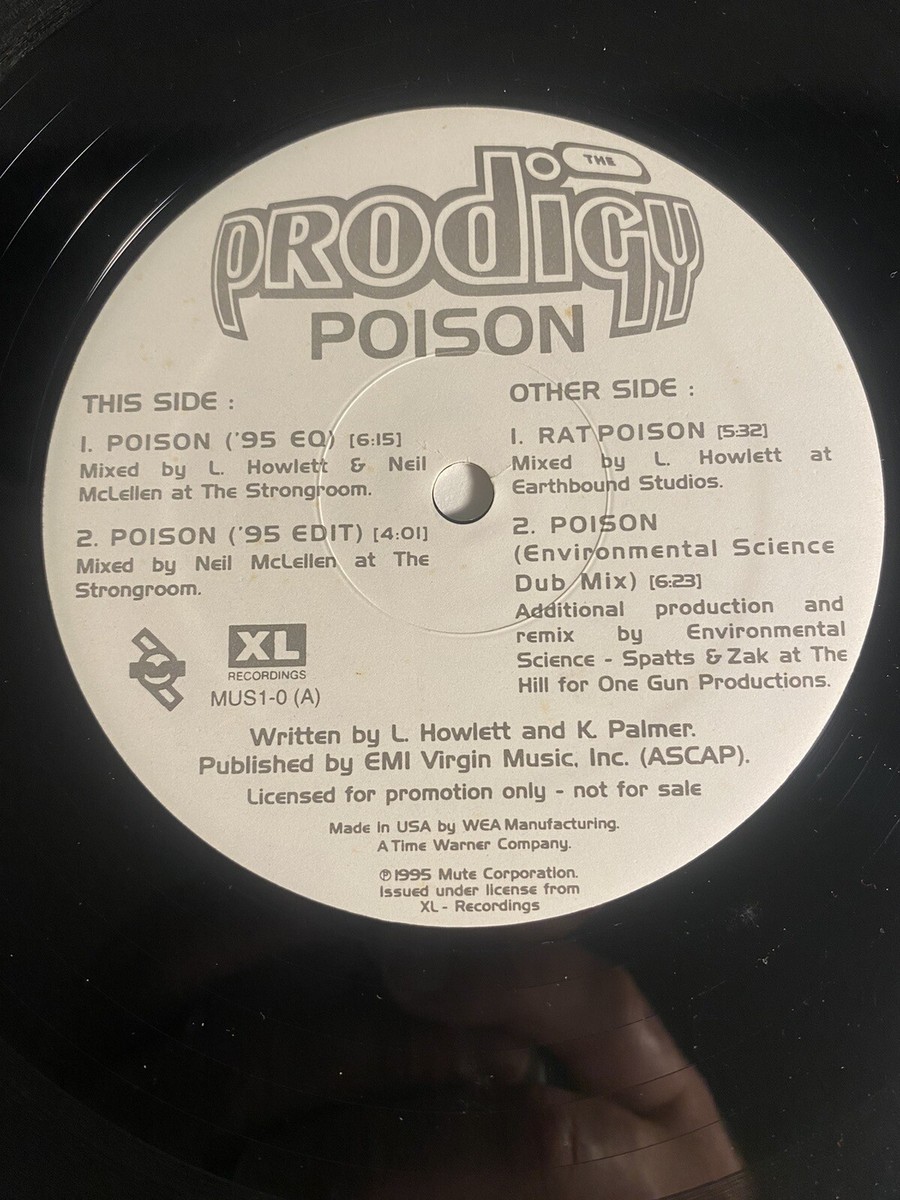 THE
PRODIGY
POISON
THIS SIDE :
1. POISON ('95 EQ) [6:15]
Mixed by L. Howlett & Neil
McLellen at The Strongroom.
2. POISON ('95 EDIT) [4:01]
Mixed by Neil McLellen at The
Strongroom.
XL
RECORDINGS
MUS1-0 (A)
OTHER SIDE :
1. RAT POISON [5:32]
Mixed by L. Howlett at
Earthbound Studios.
2. POISON
(Environmental Science
Dub Mix) [6:23]
Additional production and
remix by Environmental
Science - Spatts & Zak at The
Hill for One Gun Productions.
Written by L. Howlett and K. Palmer.
Published by EMI Virgin Music, Inc. (ASCAP).
Licensed for promotion only - not for sale
Made in USA by WEA Manufacturing.
A Time Warner Company.
℗ 1995 Mute Corporation.
Issued under license from
XL - Recordings